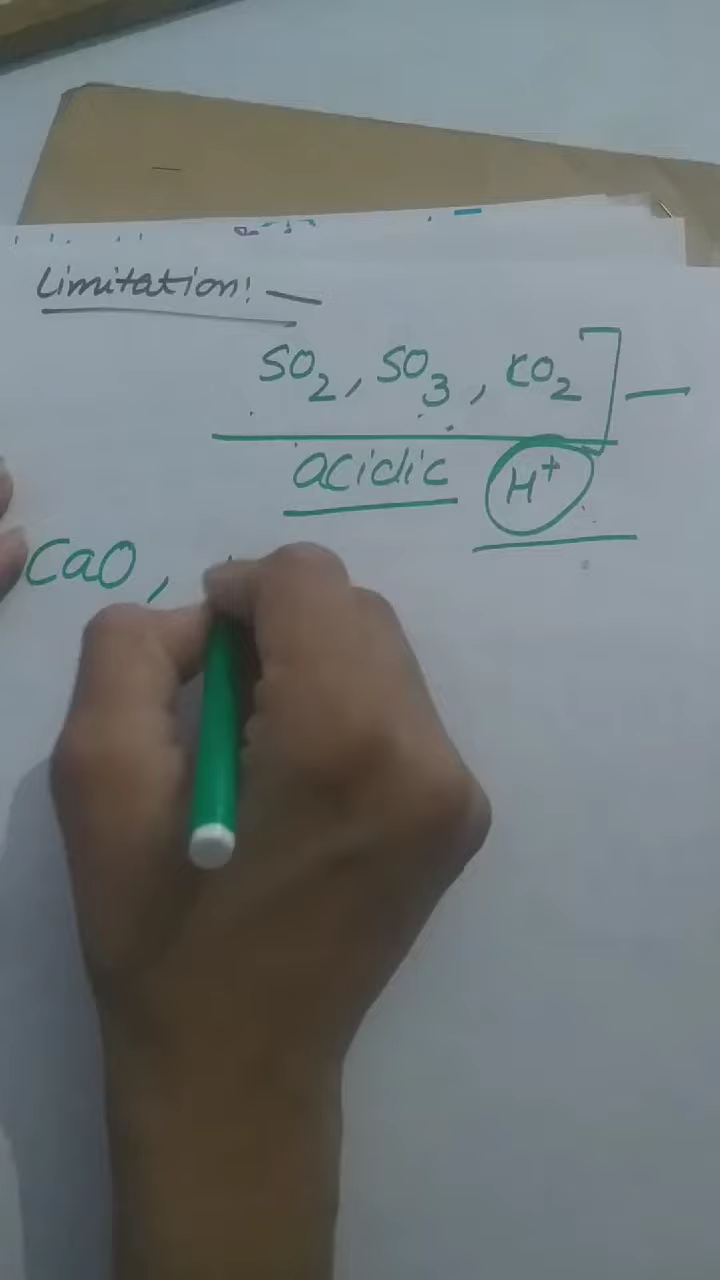 Limitation: —
SO2, SO3, CO2] —
acidic H+
CaO,